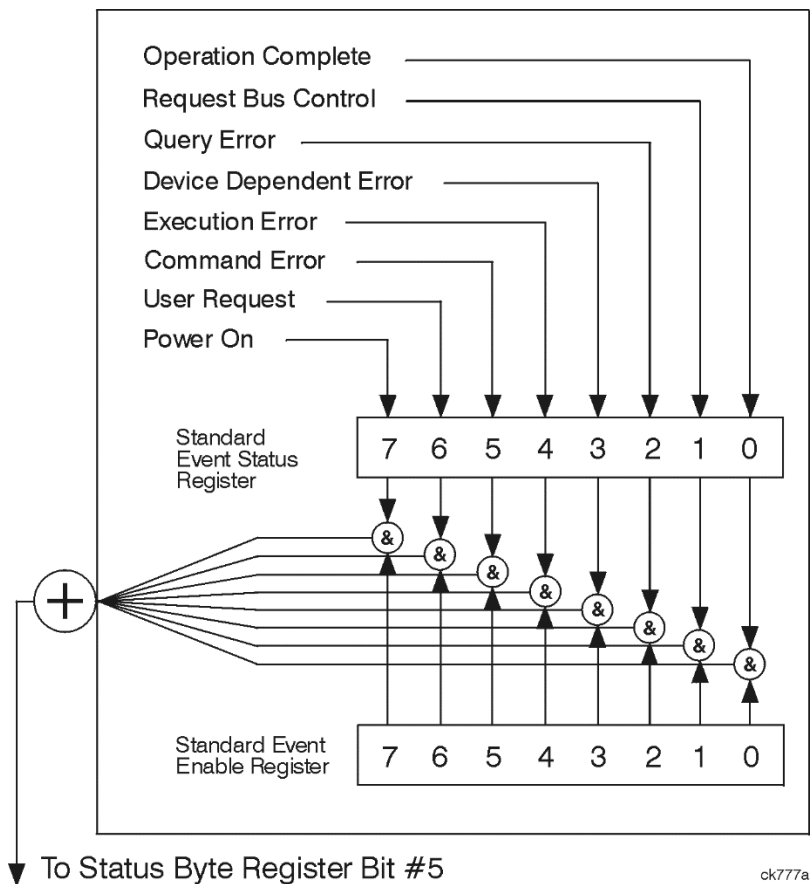 Operation Complete
Request Bus Control
Query Error
Device Dependent Error
Execution Error
Command Error
User Request
Power On
Standard
Event Status
Register
7 6 5 4 3 2 1 0
&
&
&
&
&
&
&
&
+
Standard Event
Enable Register
7 6 5 4 3 2 1 0
To Status Byte Register Bit #5
ck777a